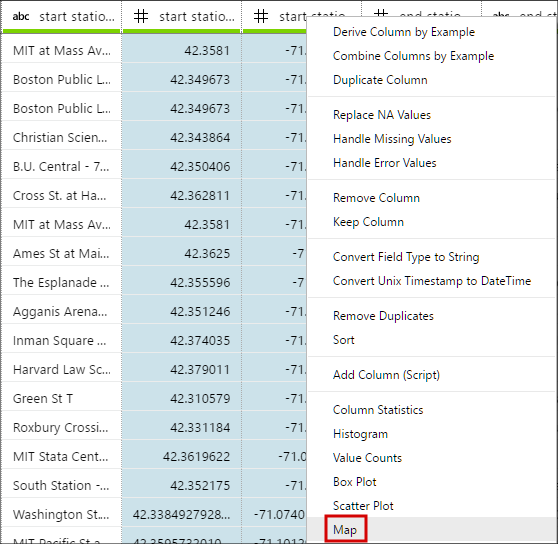 abc start statio... # start statio... # start statio # end statio abc end statio
MIT at Mass Av... 42.3581 -71.
Boston Public L... 42.349673 -71.
Boston Public L... 42.349673 -71.
Christian Scien... 42.343864 -71.
B.U. Central - 7... 42.350406 -71.
Cross St. at Ha... 42.362811 -71.
MIT at Mass Av... 42.3581 -71.
Ames St at Mai... 42.3625 -7
The Esplanade ... 42.355596 -7
Agganis Arena... 42.351246 -71.
Inman Square ... 42.374035 -71.
Harvard Law Sc... 42.379011 -71.
Green St T 42.310579 -71.
Roxbury Crossi... 42.331184 -71.
MIT Stata Cent... 42.3619622 -71.0
South Station -... 42.352175 -71.
Washington St.... 42.3384927928... -71.0740
MIT Pacific St a
Derive Column by Example
Combine Columns by Example
Duplicate Column
Replace NA Values
Handle Missing Values
Handle Error Values
Remove Column
Keep Column
Convert Field Type to String
Convert Unix Timestamp to DateTime
Remove Duplicates
Sort
Add Column (Script)
Column Statistics
Histogram
Value Counts
Box Plot
Scatter Plot
Map